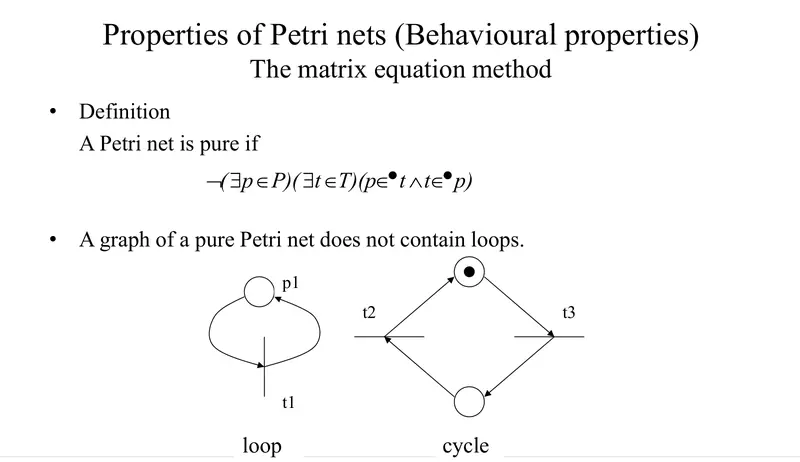 Properties of Petri nets (Behavioural properties)
The matrix equation method
• Definition
A Petri net is pure if
¬(∃p∈P)(∃t∈T)(p∈•t∧t∈•p)
• A graph of a pure Petri net does not contain loops.
p1
t2
t3
t1
loop
cycle